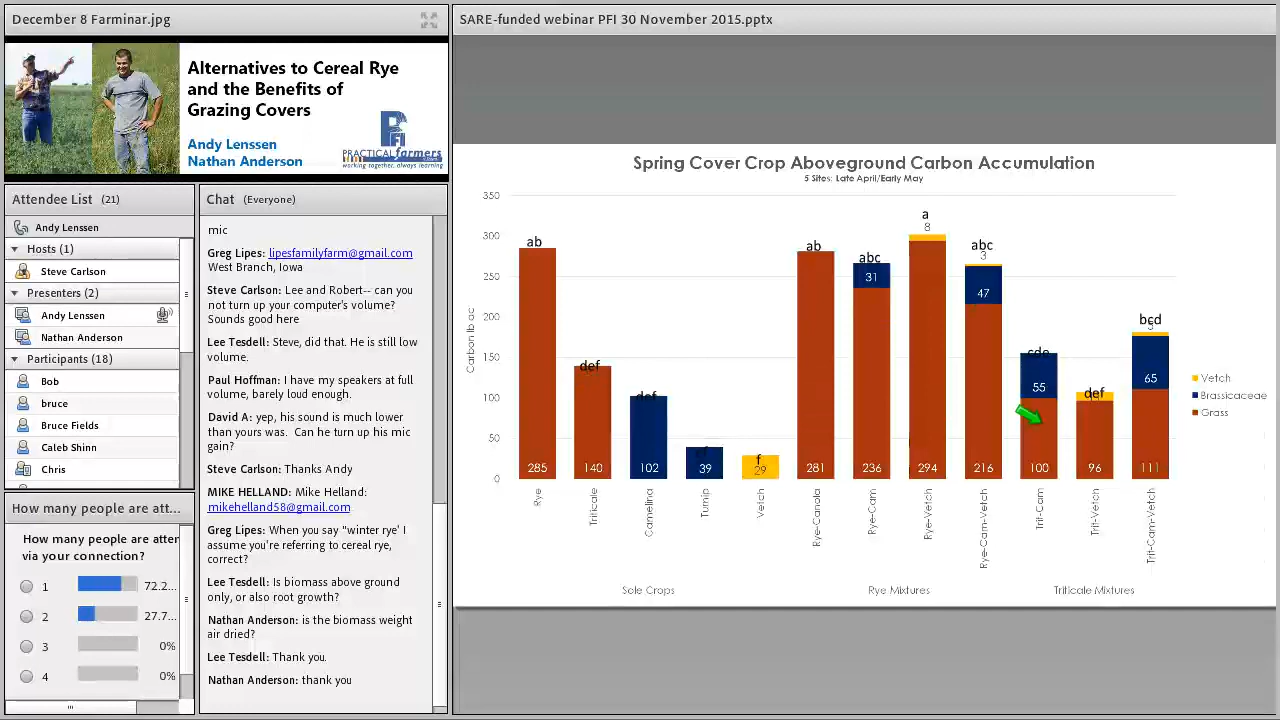 December 8 Farminar.jpg
Alternatives to Cereal Rye
and the Benefits of
Grazing Covers
Andy Lenssen
Nathan Anderson
PFI
PRACTICAL farmers
working together, always learning
Attendee List (21)
Andy Lenssen
Hosts (1)
Steve Carlson
Presenters (2)
Andy Lenssen
Nathan Anderson
Participants (18)
Bob
bruce
Bruce Fields
Caleb Shinn
Chris
How many people are att...
How many people are atter
via your connection?
1 72.2...
2 27.7...
3 0%
4 0%
Chat (Everyone)
mic
Greg Lipes: lipesfamilyfarm@gmail.com
West Branch, Iowa
Steve Carlson: Lee and Robert-- can you
not turn up your computer's volume?
Sounds good here
Lee Tesdell: Steve, did that. He is still low
volume.
Paul Hoffman: I have my speakers at full
volume, barely loud enough.
David A: yep, his sound is much lower
than yours was. Can he turn up his mic
gain?
Steve Carlson: Thanks Andy
MIKE HELLAND: Mike Helland:
mikehelland58@gmail.com
Greg Lipes: When you say "winter rye' I
assume you're referring to cereal rye,
correct?
Lee Tesdell: Is biomass above ground
only, or also root growth?
Nathan Anderson: is the biomass weight
air dried?
Lee Tesdell: Thank you.
Nathan Anderson: thank you
SARE-funded webinar PFI 30 November 2015.pptx
Spring Cover Crop Aboveground Carbon Accumulation
5 Sites: Late April/Early May
Carbon lb ac
350
300
250
200
150
100
50
0
ab
def
def
ef
f
ab
abc
a
abc
cde
def
bcd
8
3
5
31
47
55
65
285
140
102
39
29
281
236
294
216
100
96
111
Rye
Triticale
Camelina
Turnip
Vetch
Rye-Canola
Rye-Cam
Rye-Vetch
Rye-Cam-Vetch
Trit-Cam
Trit-Vetch
Trit-Cam-Vetch
Sole Crops
Rye Mixtures
Triticale Mixtures
Vetch
Brassicaceae
Grass